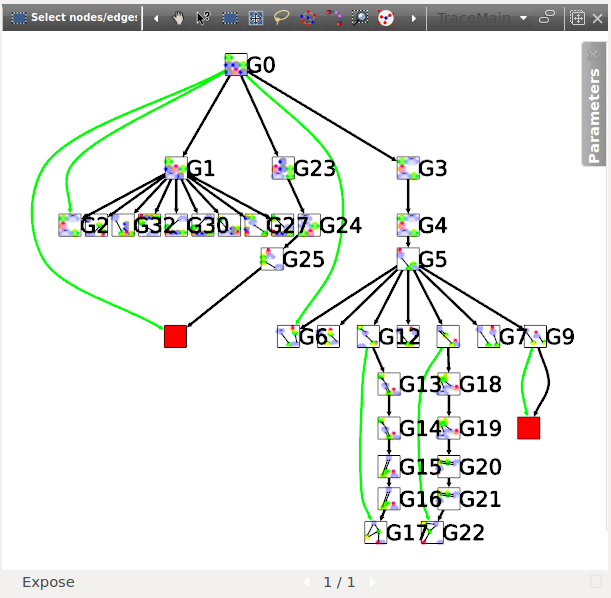 Select nodes/edges
TraceMain
Parameters
G0
G1
G23
G3
G2
G32
G30
G27
G24
G4
G25
G5
G6
G12
G7
G9
G13
G18
G14
G19
G15
G20
G16
G21
G17
G22
Expose
1 / 1